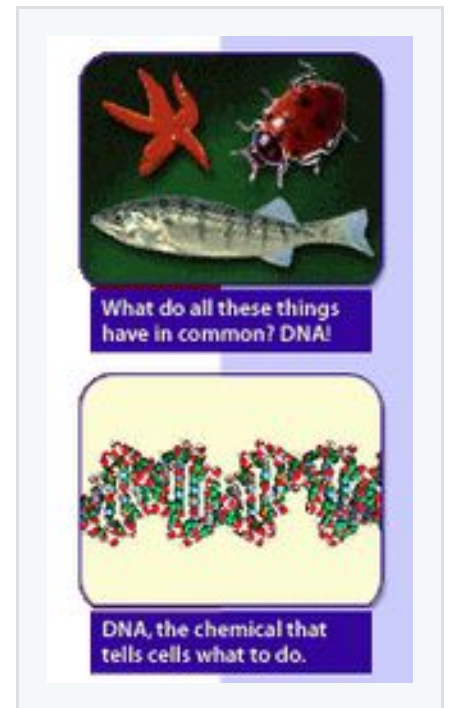 What do all these things
have in common? DNA!
DNA, the chemical that
tells cells what to do.